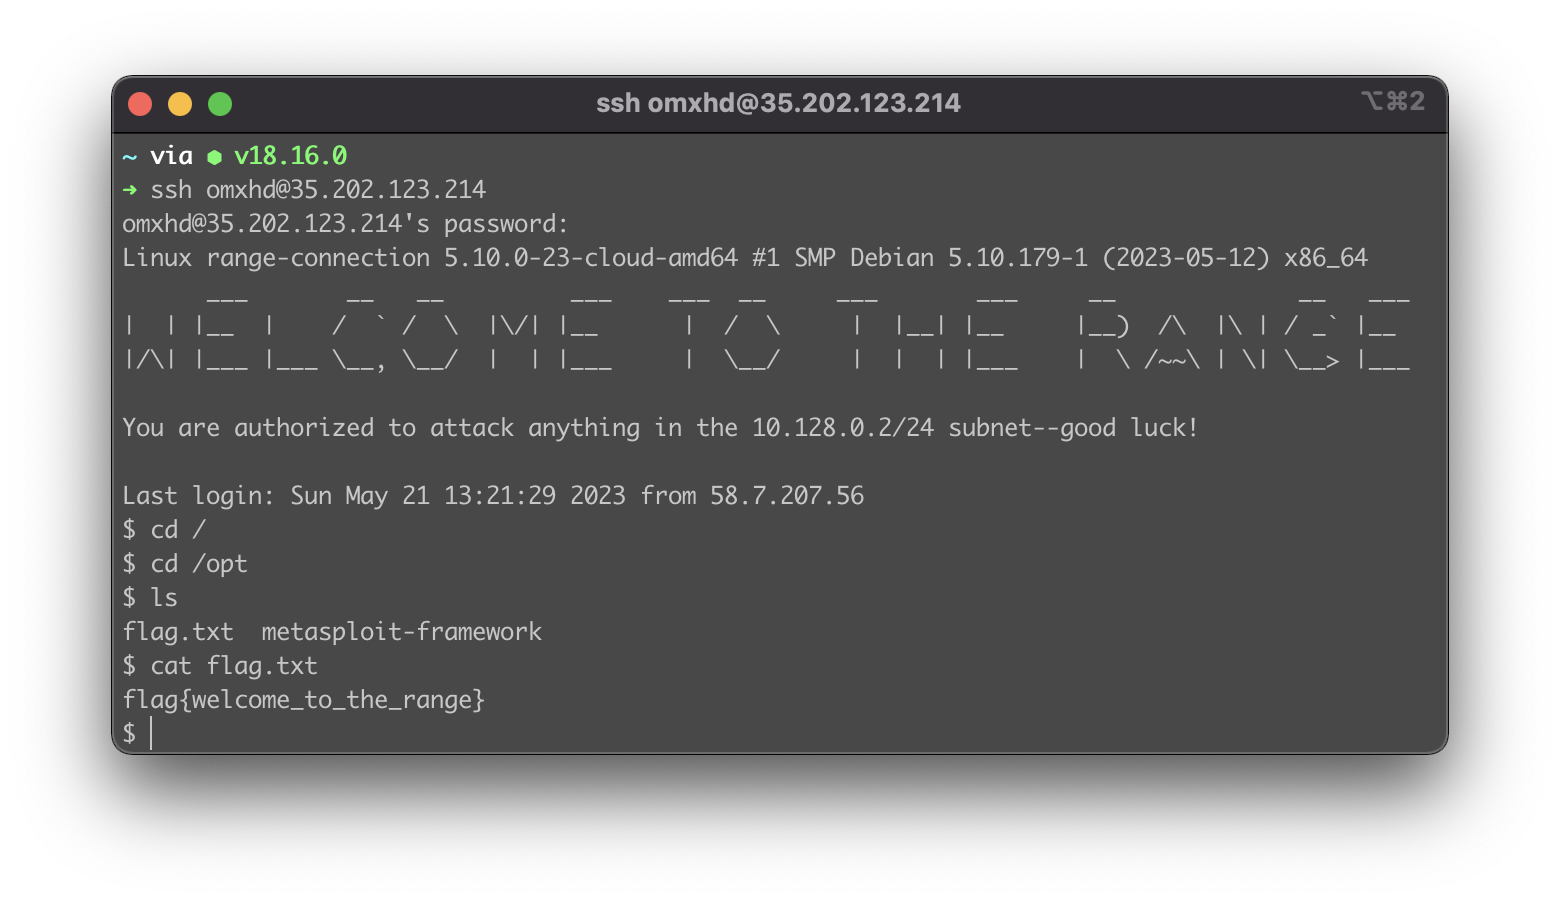 ssh omxhd@35.202.123.214
⌥⌘2
~ via ⬢ v18.16.0
➜ ssh omxhd@35.202.123.214
omxhd@35.202.123.214's password:
Linux range-connection 5.10.0-23-cloud-amd64 #1 SMP Debian 5.10.179-1 (2023-05-12) x86_64
WELCOME TO THE RANGE
You are authorized to attack anything in the 10.128.0.2/24 subnet--good luck!
Last login: Sun May 21 13:21:29 2023 from 58.7.207.56
$ cd /
$ cd /opt
$ ls
flag.txt  metasploit-framework
$ cat flag.txt
flag{welcome_to_the_range}
$